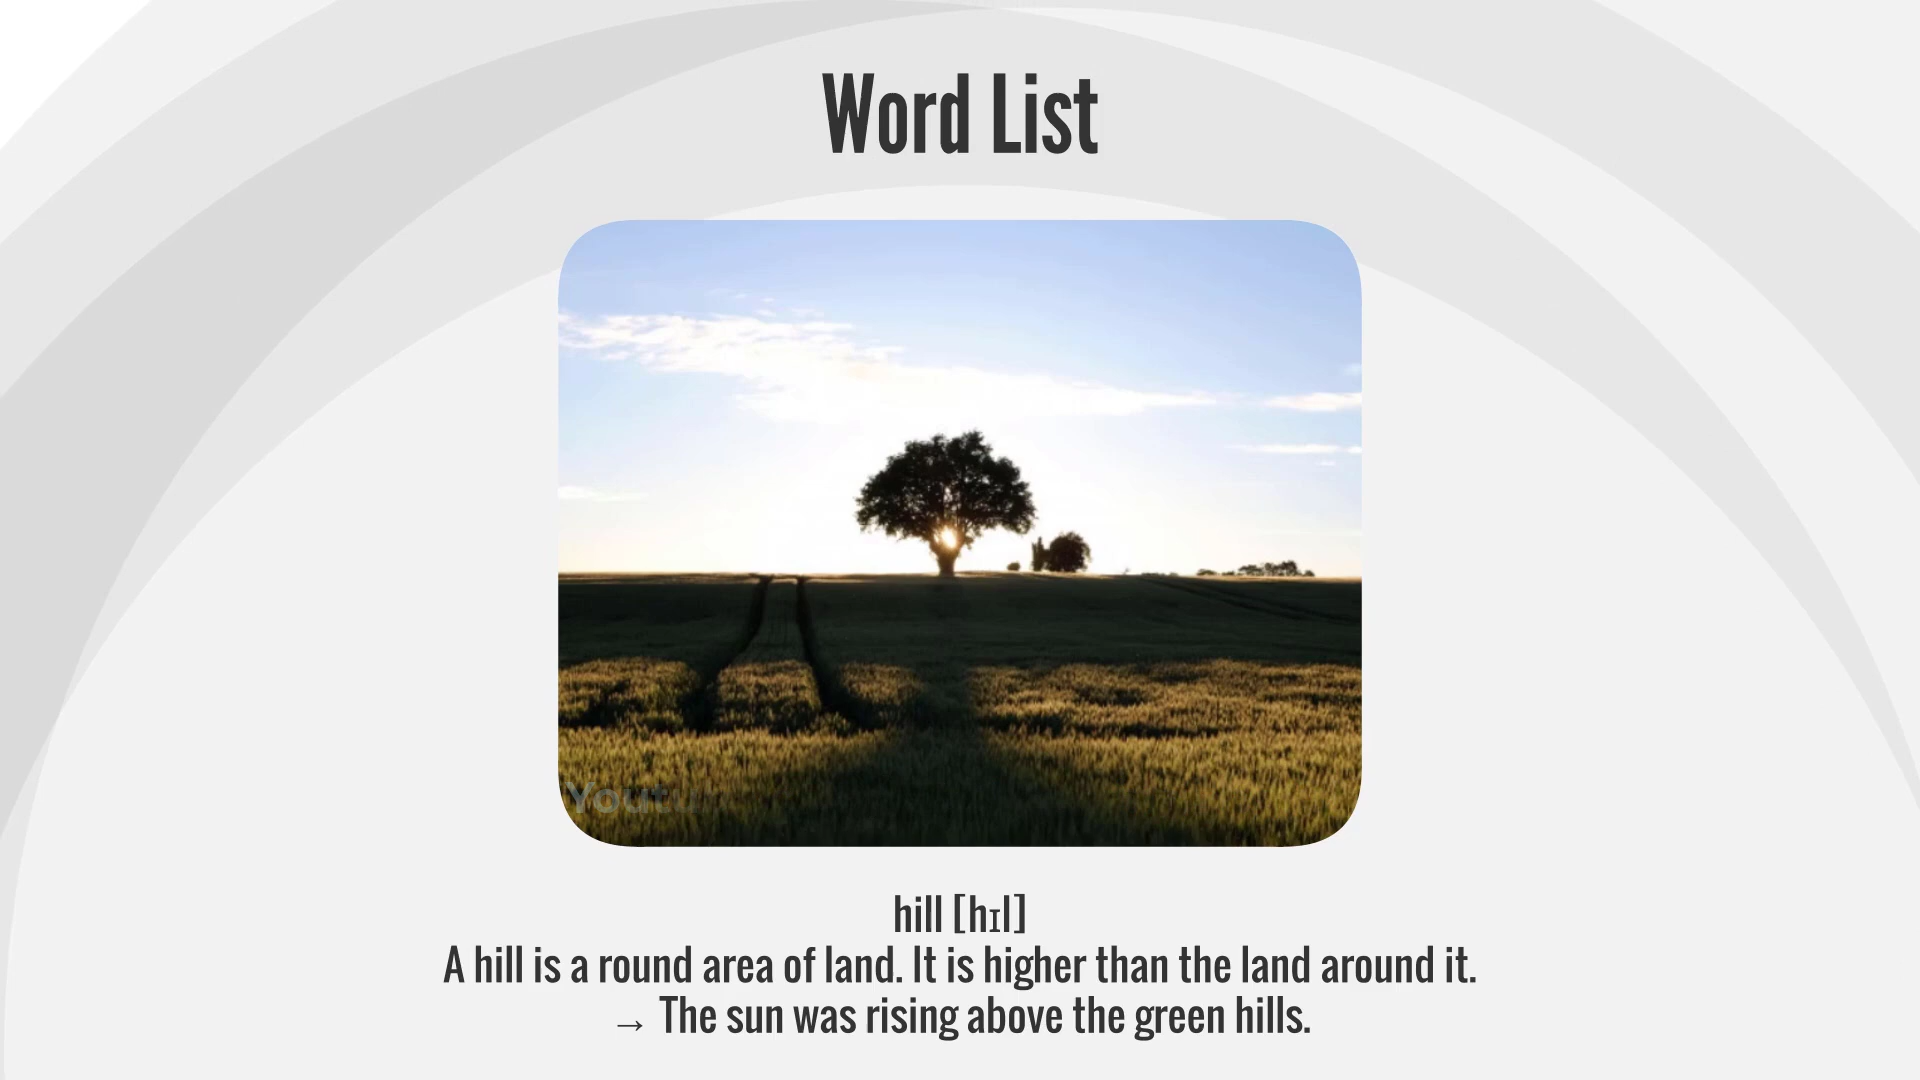 Word List
hill [hɪl]
A hill is a round area of land. It is higher than the land around it.
→ The sun was rising above the green hills.